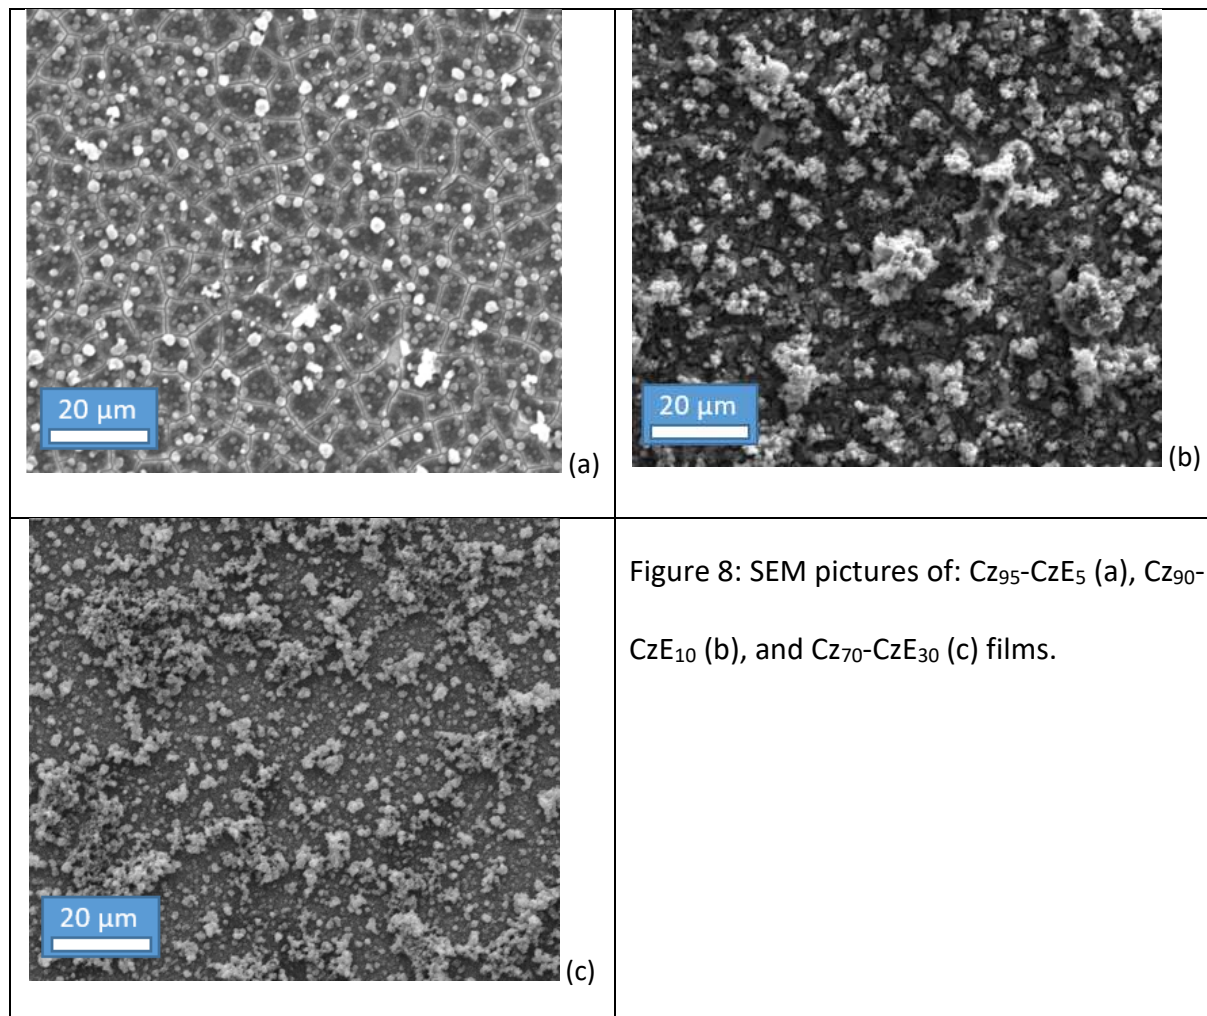 20 µm
(a)
20 µm
(b)
20 µm
(c)
Figure 8: SEM pictures of: Cz₉₅-CzE₅ (a), Cz₉₀-
CzE₁₀ (b), and Cz₇₀-CzE₃₀ (c) films.